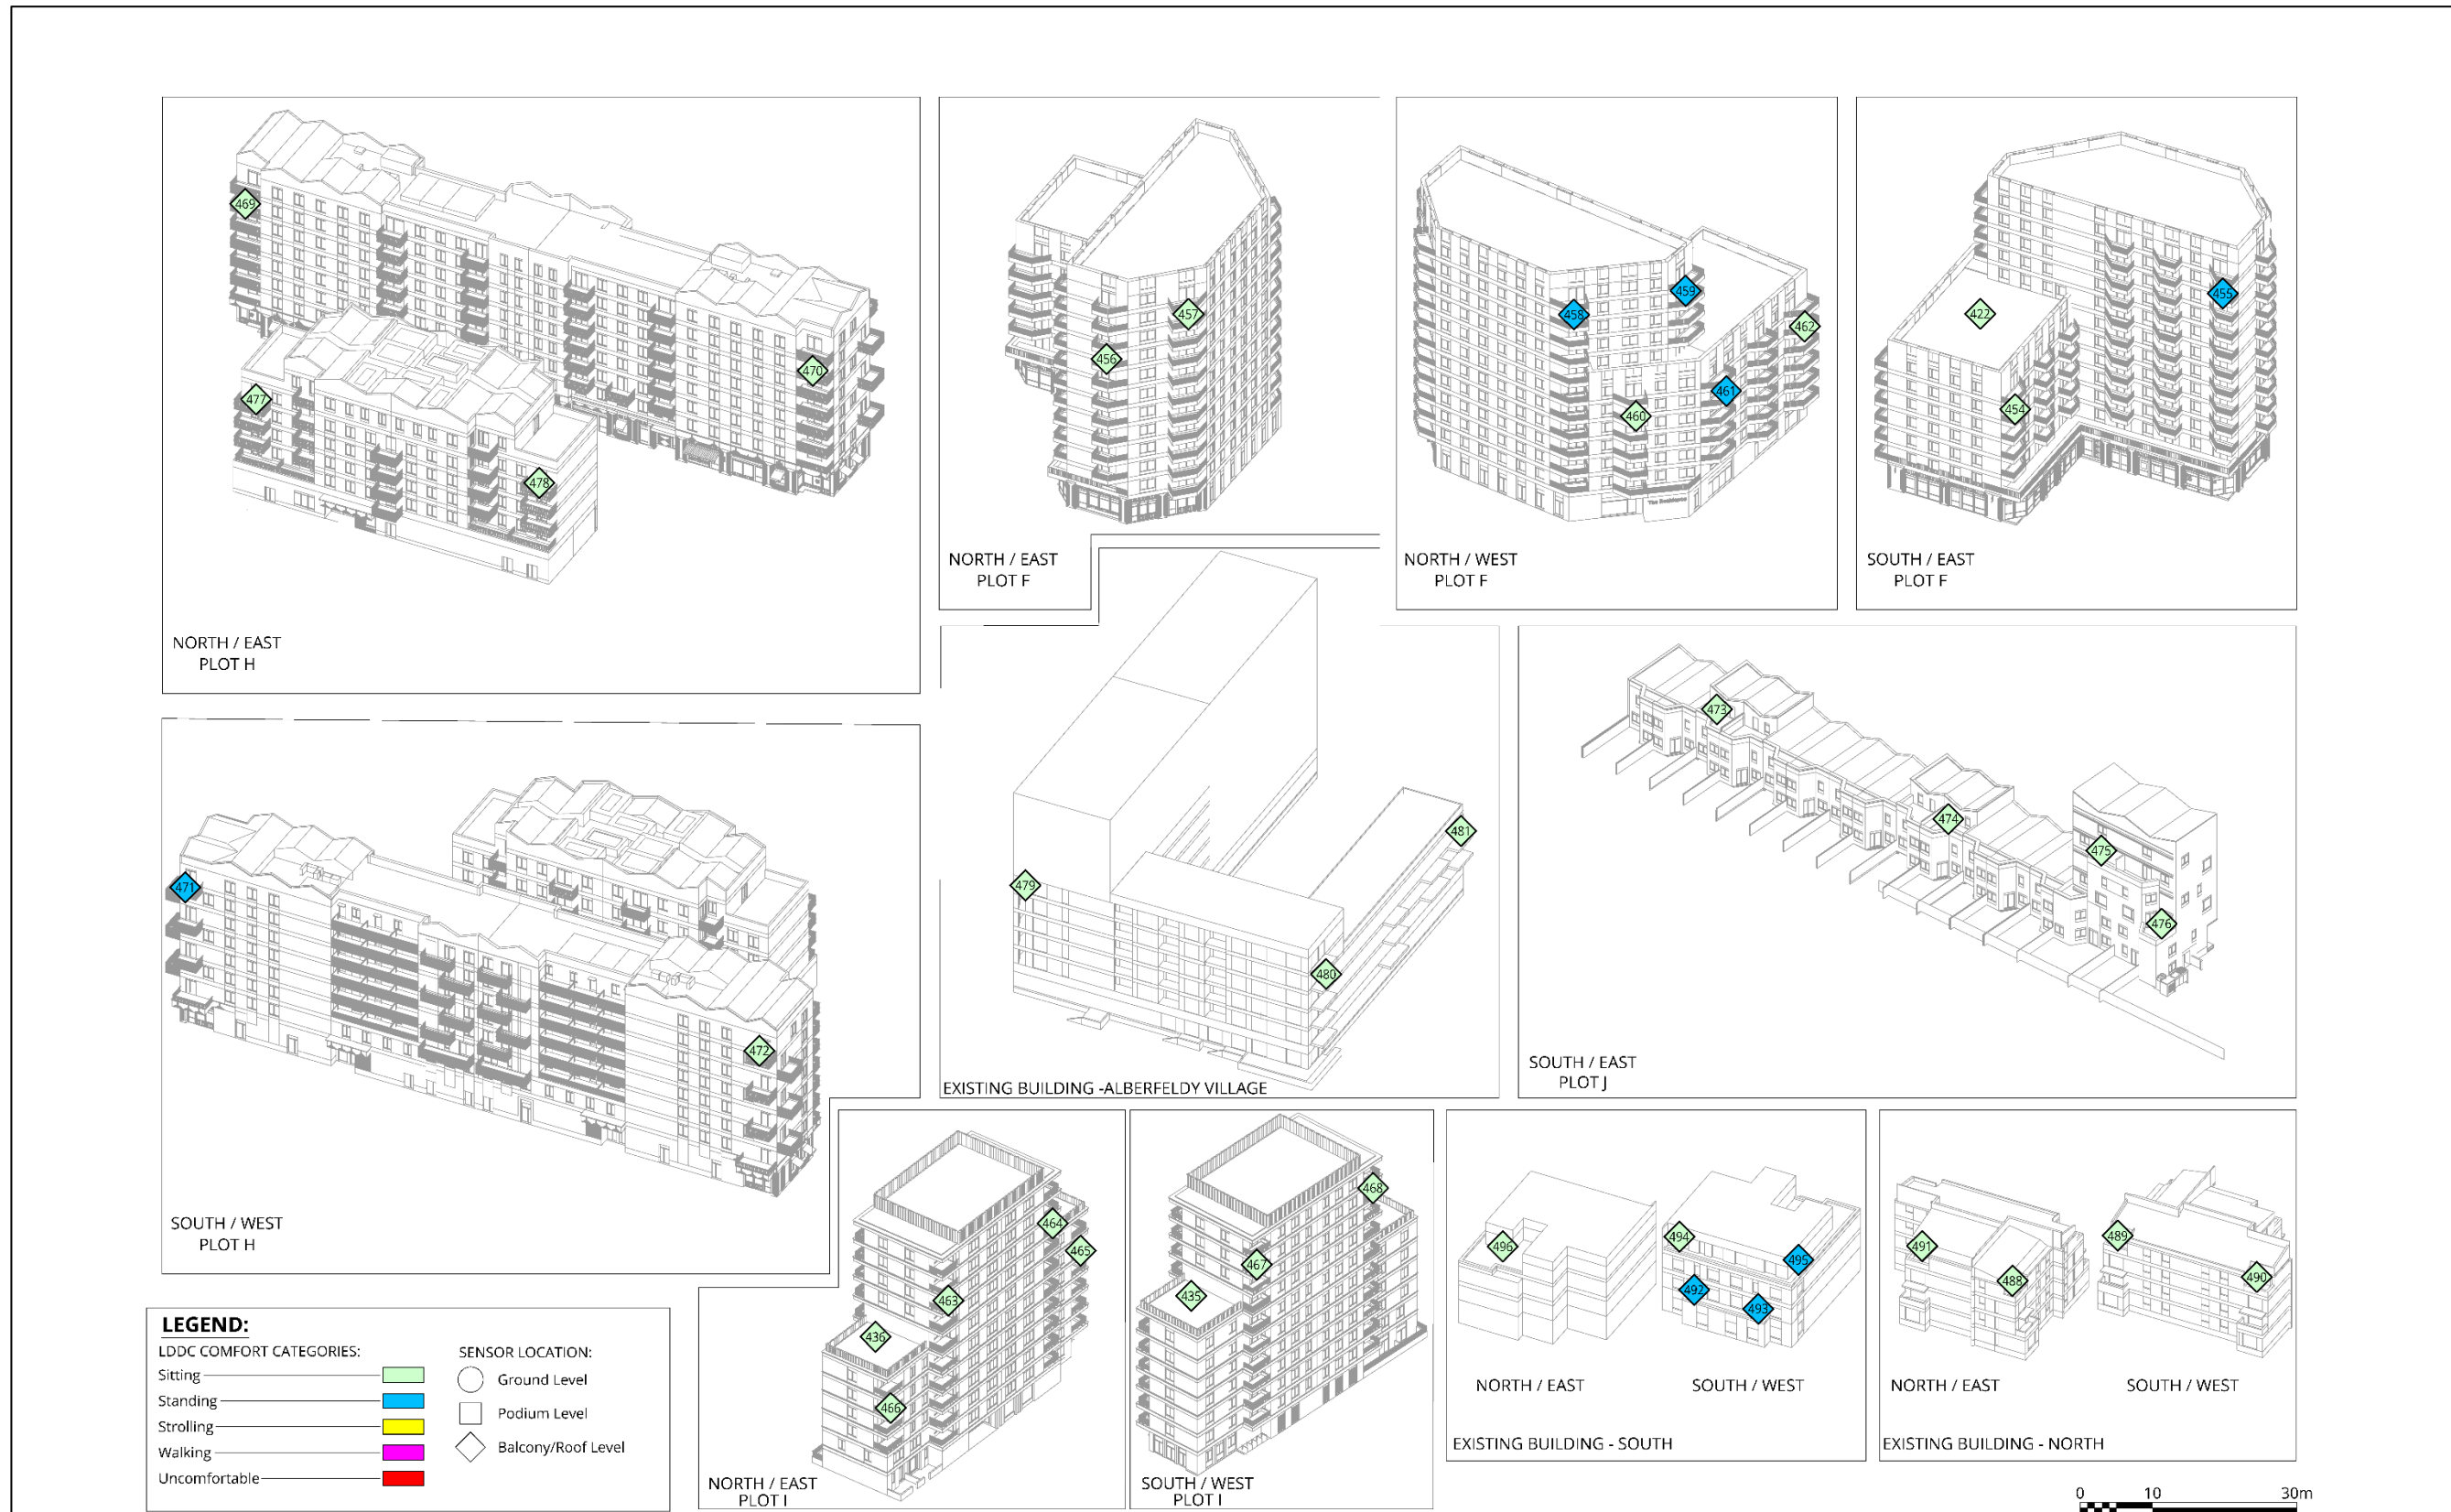 469
470
477
478
NORTH / EAST
PLOT H
457
456
NORTH / EAST
PLOT F
459
458
462
461
460
The Residence
NORTH / WEST
PLOT F
455
422
454
SOUTH / EAST
PLOT F
471
472
SOUTH / WEST
PLOT H
481
479
480
EXISTING BUILDING -ALBERFELDY VILLAGE
473
474
475
476
SOUTH / EAST
PLOT J
464
465
463
436
466
NORTH / EAST
PLOT I
468
467
435
SOUTH / WEST
PLOT I
496
494
495
492
493
NORTH / EAST
SOUTH / WEST
EXISTING BUILDING - SOUTH
491
488
489
490
NORTH / EAST
SOUTH / WEST
EXISTING BUILDING - NORTH
LEGEND:
LDDC COMFORT CATEGORIES:
Sitting
Standing
Strolling
Walking
Uncomfortable
SENSOR LOCATION:
Ground Level
Podium Level
Balcony/Roof Level
0 10 30m